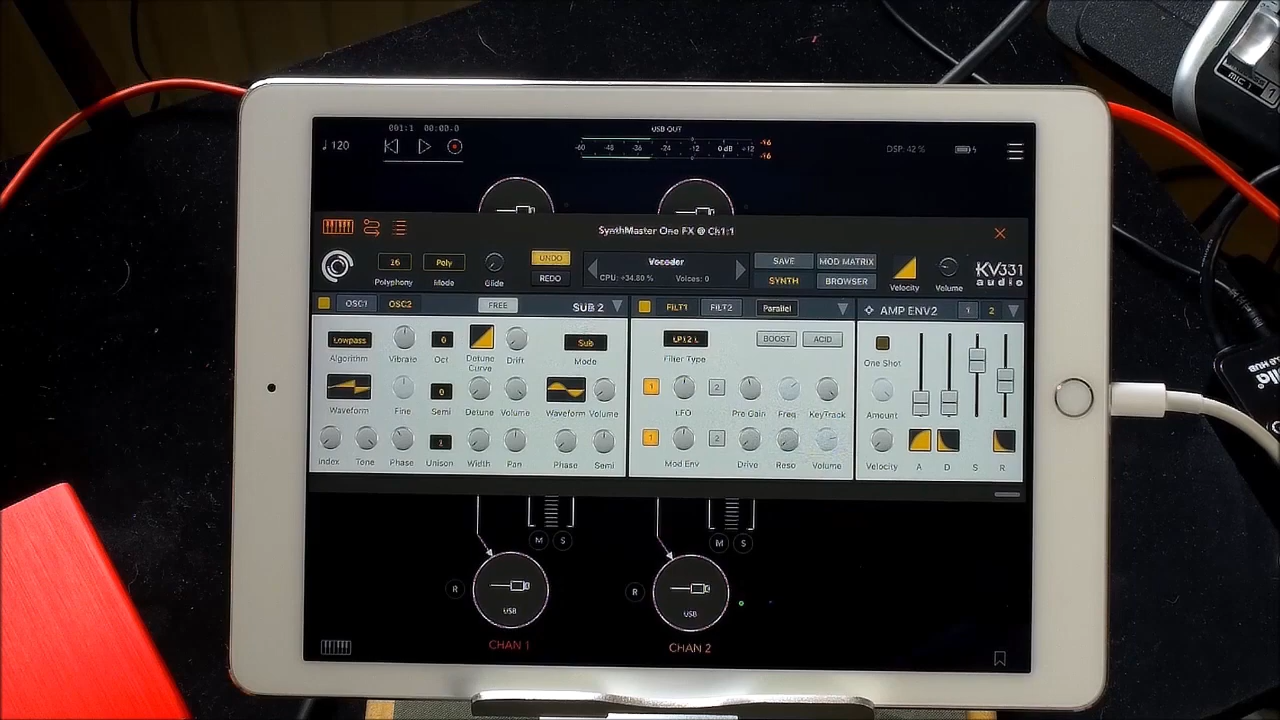 ♩ 120
001:1 00:00.0
USB OUT
-60 -48 -36 -24 -12 0 dB +12
-16
-16
DSP: 42 %
SynthMaster One FX @ Ch1:1
16
Polyphony
Poly
Mode
Glide
UNDO
REDO
Vocoder
CPU: +34.80 % Voices: 0
SAVE
MOD MATRIX
SYNTH
BROWSER
Velocity
Volume
KV331
audio
OSC1
OSC2
FREE
SUB 2
FILT1
FILT2
Parallel
AMP ENV2
1
2
Lowpass
Algorithm
Vibrato
0
Oct
Detune
Curve
Drift
Sub
Mode
Waveform
Fine
0
Semi
Detune
Volume
Waveform
Volume
Index
Tone
Phase
1
Unison
Width
Pan
Phase
Semi
LP12 L
Filter Type
BOOST
ACID
1
LFO
2
Pre Gain
Freq
KeyTrack
1
Mod Env
2
Drive
Reso
Volume
One Shot
Amount
Velocity
A
D
S
R
M
S
M
S
R
USB
R
USB
CHAN 1
CHAN 2
MIC 1
1